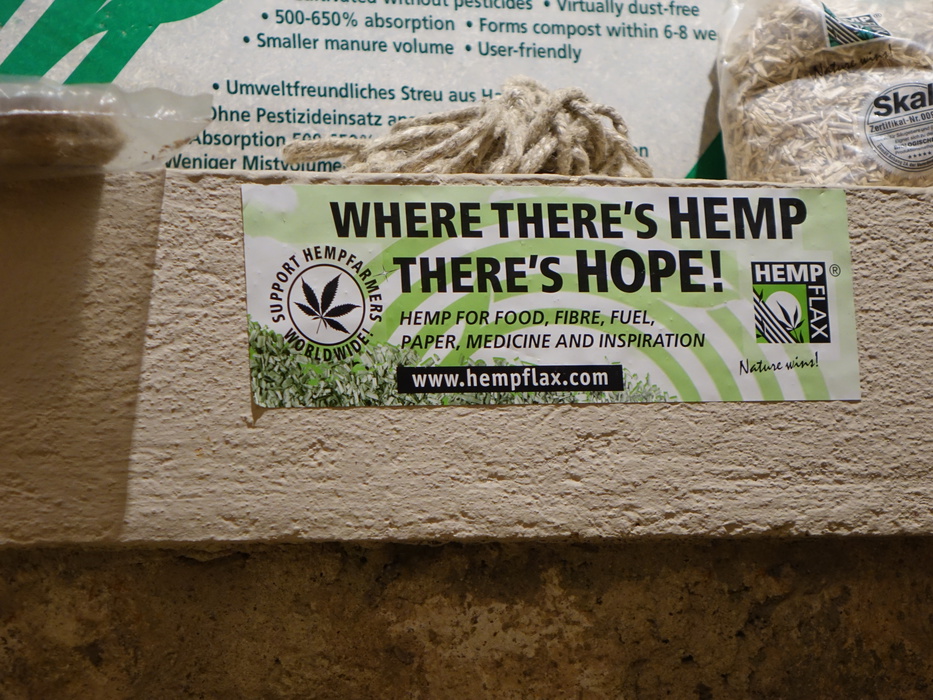 without pesticides • Virtually dust-free
• 500-650% absorption • Forms compost within 6-8 we
• Smaller manure volume • User-friendly
• Umweltfreundliches Streu aus
Ohne Pestizideinsatz
Absorption 500-650%
Weniger Mistvolume
Skal
Zertifikat-Nr.
WHERE THERE'S HEMP
THERE'S HOPE!
SUPPORT HEMPFARMERS
WORLDWIDE!
HEMP FOR FOOD, FIBRE, FUEL,
PAPER, MEDICINE AND INSPIRATION
www.hempflax.com
HEMP
FLAX
®
Nature wins!